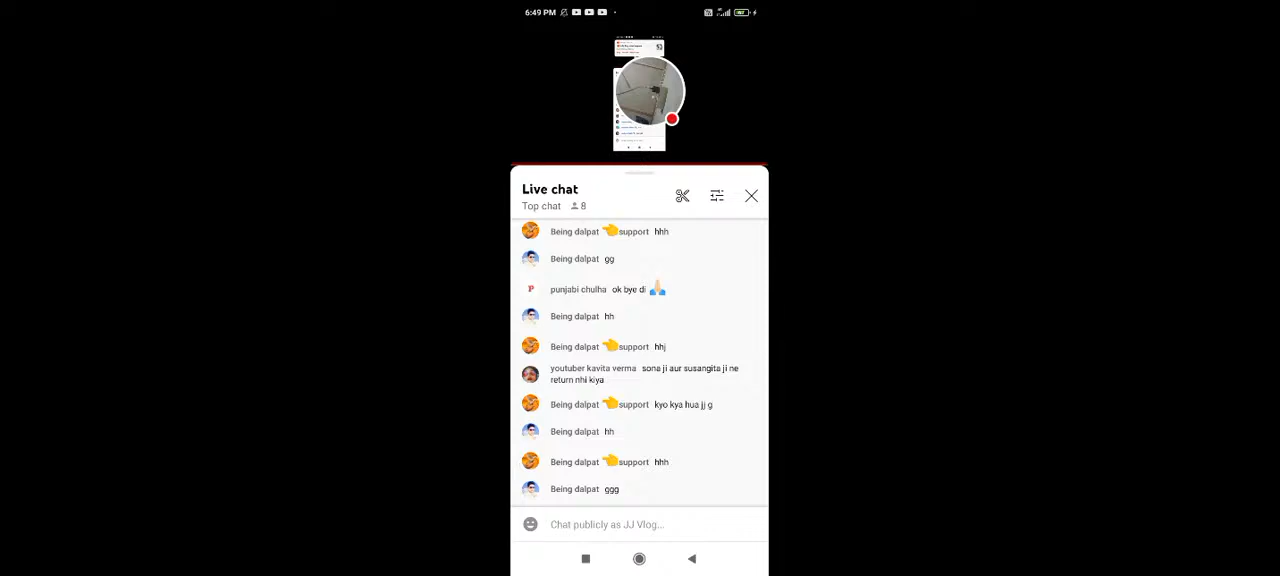 6:49 PM
Live chat
Top chat 8
Being dalpat 👈support hhh
Being dalpat gg
punjabi chulha ok bye di 🙏
Being dalpat hh
Being dalpat 👈support hhj
youtuber kavita verma sona ji aur susangita ji ne
return nhi kiya
Being dalpat 👈support kyo kya hua jj g
Being dalpat hh
Being dalpat 👈support hhh
Being dalpat ggg
Chat publicly as JJ Vlog...